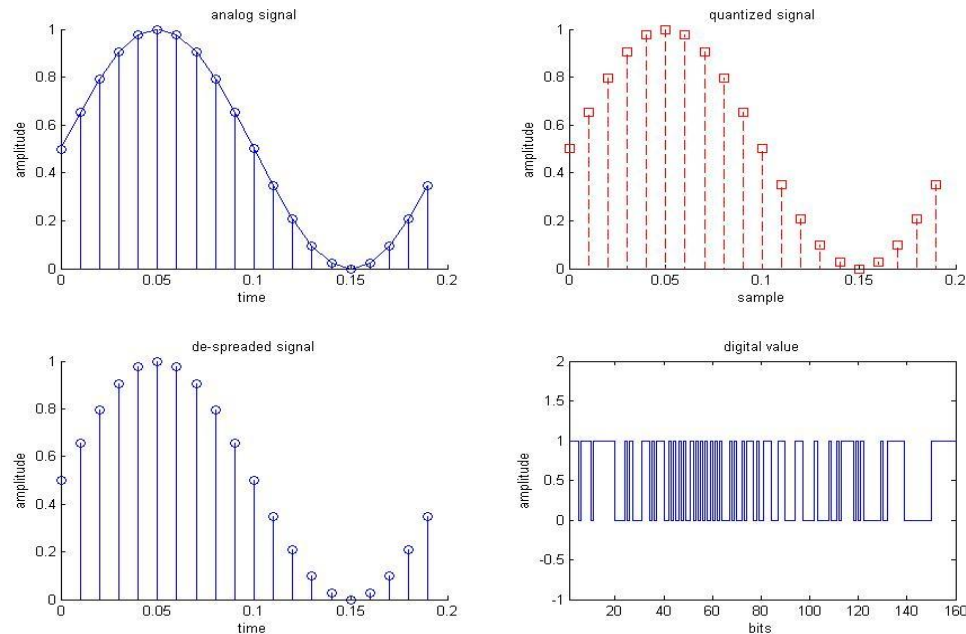 analog signal
1
0.8
0.6
0.4
0.2
0
amplitude
0 0.05 0.1 0.15 0.2
time
quantized signal
1
0.8
0.6
0.4
0.2
0
amplitude
0 0.05 0.1 0.15 0.2
sample
de-spreaded signal
1
0.8
0.6
0.4
0.2
0
amplitude
0 0.05 0.1 0.15 0.2
time
digital value
2
1.5
1
0.5
0
-0.5
-1
amplitude
20 40 60 80 100 120 140 160
bits